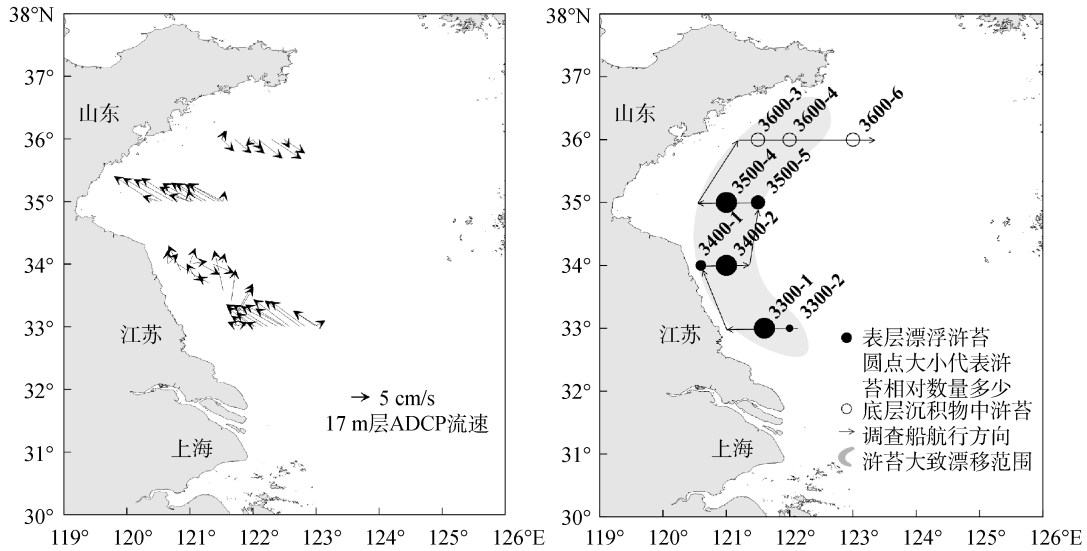 38°N
37°
36°
35°
34°
33°
32°
31°
30°
119°
120°
121°
122°
123°
124°
125°
126°E
山东
江苏
上海
5 cm/s
17 m层ADCP流速
38°N
37°
36°
35°
34°
33°
32°
31°
30°
119°
120°
121°
122°
123°
124°
125°
126°E
山东
江苏
上海
3600-3
3600-4
3600-6
3500-4
3500-5
3400-1
3400-2
3300-1
3300-2
表层漂浮浒苔
圆点大小代表浒
苔相对数量多少
底层沉积物中浒苔
调查船航行方向
浒苔大致漂移范围